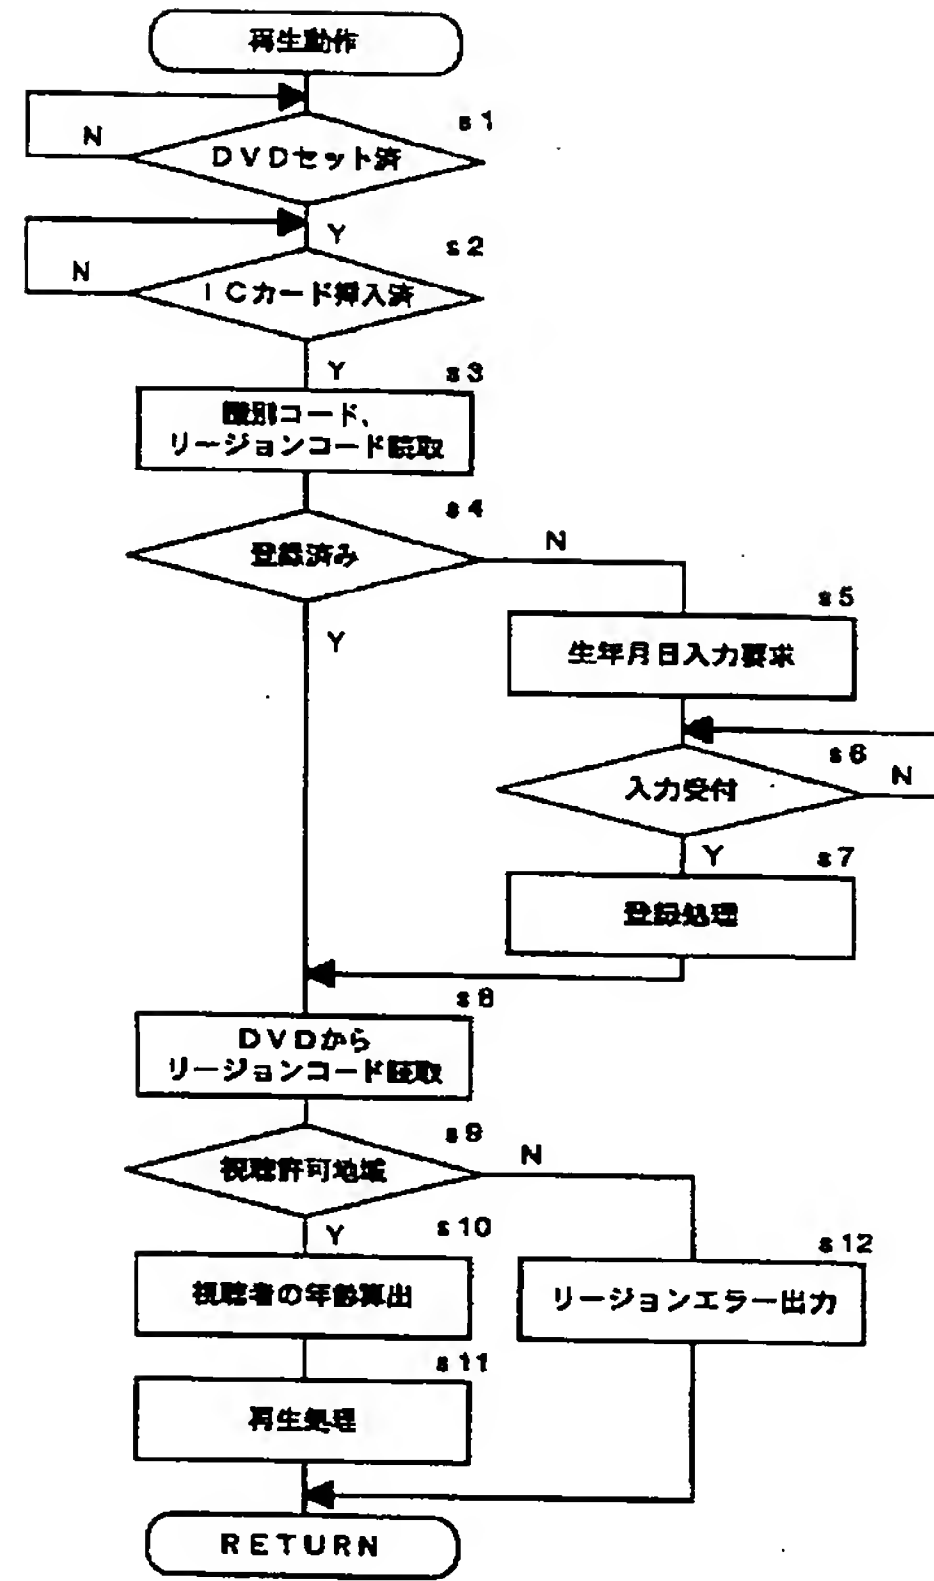 再生動作
s1
N
DVDセット済
Y
s2
N
ICカード挿入済
Y
s3
識別コード、
リージョンコード読取
s4
登録済み
N
Y
s5
生年月日入力要求
s6
入力受付
N
Y
s7
登録処理
s8
DVDから
リージョンコード読取
s9
視聴許可地域
N
Y
s10
視聴者の年齢算出
s12
リージョンエラー出力
s11
再生処理
RETURN